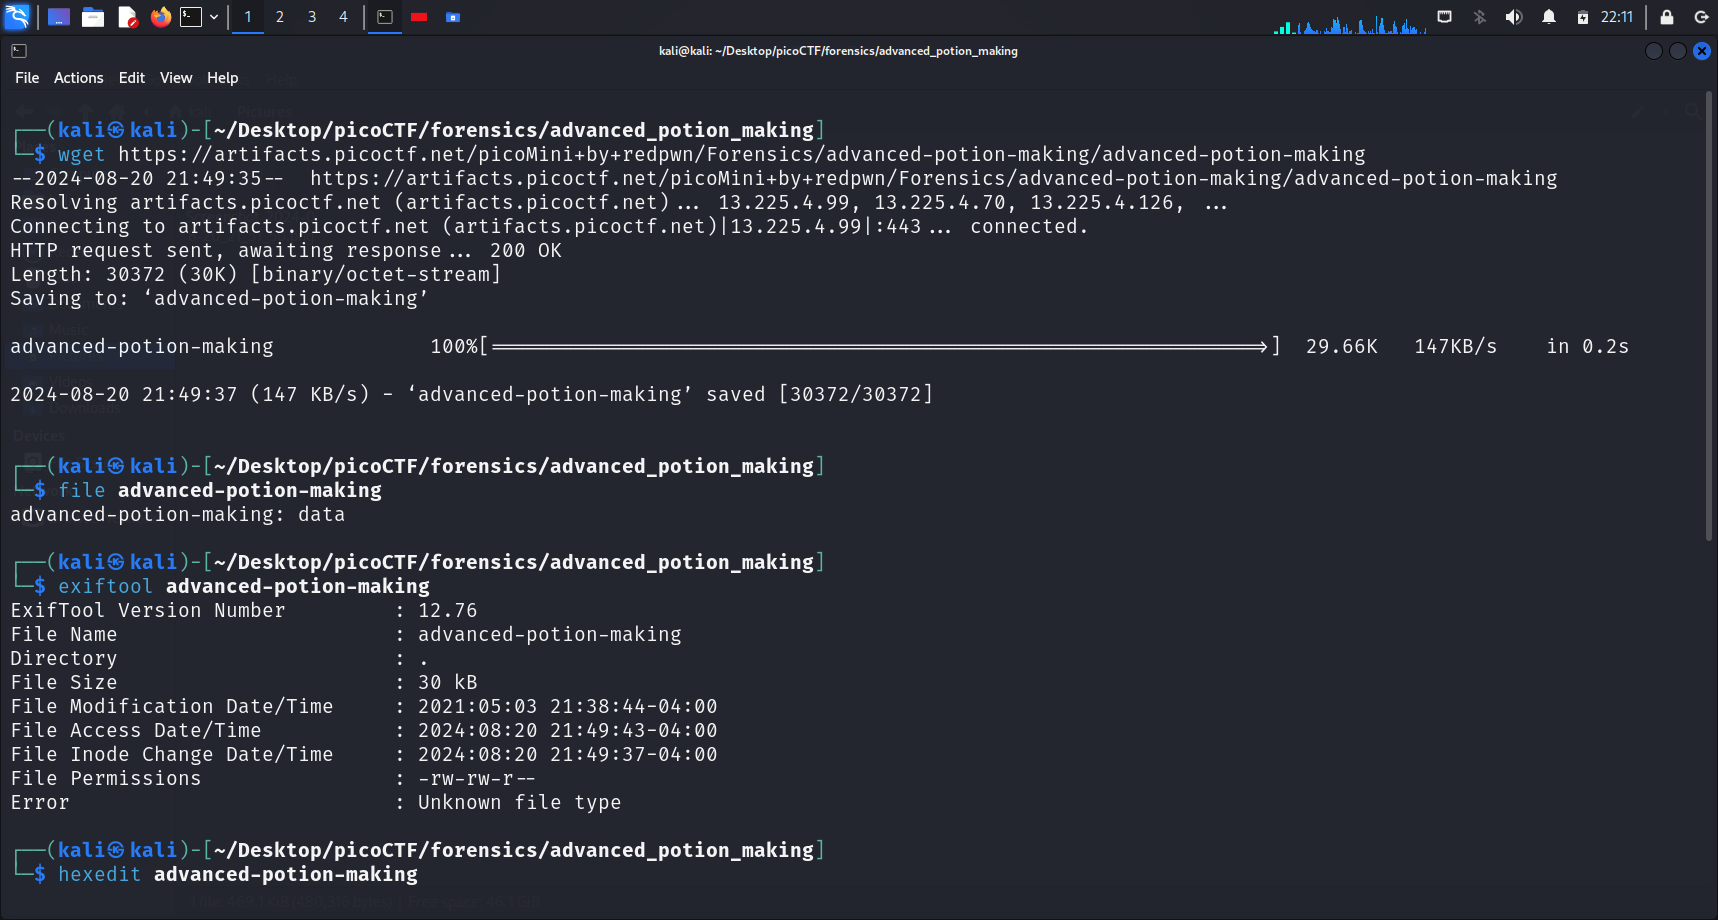 1 2 3 4 22:11
kali@kali: ~/Desktop/picoCTF/forensics/advanced_potion_making
File Actions Edit View Help
┌──(kali㉿kali)-[~/Desktop/picoCTF/forensics/advanced_potion_making]
└─$ wget https://artifacts.picoctf.net/picoMini+by+redpwn/Forensics/advanced-potion-making/advanced-potion-making
--2024-08-20 21:49:35-- https://artifacts.picoctf.net/picoMini+by+redpwn/Forensics/advanced-potion-making/advanced-potion-making
Resolving artifacts.picoctf.net (artifacts.picoctf.net)... 13.225.4.99, 13.225.4.70, 13.225.4.126, ...
Connecting to artifacts.picoctf.net (artifacts.picoctf.net)|13.225.4.99|:443... connected.
HTTP request sent, awaiting response... 200 OK
Length: 30372 (30K) [binary/octet-stream]
Saving to: ‘advanced-potion-making’
advanced-potion-making 100%[=================================================================>] 29.66K 147KB/s in 0.2s
2024-08-20 21:49:37 (147 KB/s) - ‘advanced-potion-making’ saved [30372/30372]
┌──(kali㉿kali)-[~/Desktop/picoCTF/forensics/advanced_potion_making]
└─$ file advanced-potion-making
advanced-potion-making: data
┌──(kali㉿kali)-[~/Desktop/picoCTF/forensics/advanced_potion_making]
└─$ exiftool advanced-potion-making
ExifTool Version Number : 12.76
File Name : advanced-potion-making
Directory : .
File Size : 30 kB
File Modification Date/Time : 2021:05:03 21:38:44-04:00
File Access Date/Time : 2024:08:20 21:49:43-04:00
File Inode Change Date/Time : 2024:08:20 21:49:37-04:00
File Permissions : -rw-rw-r--
Error : Unknown file type
┌──(kali㉿kali)-[~/Desktop/picoCTF/forensics/advanced_potion_making]
└─$ hexedit advanced-potion-making